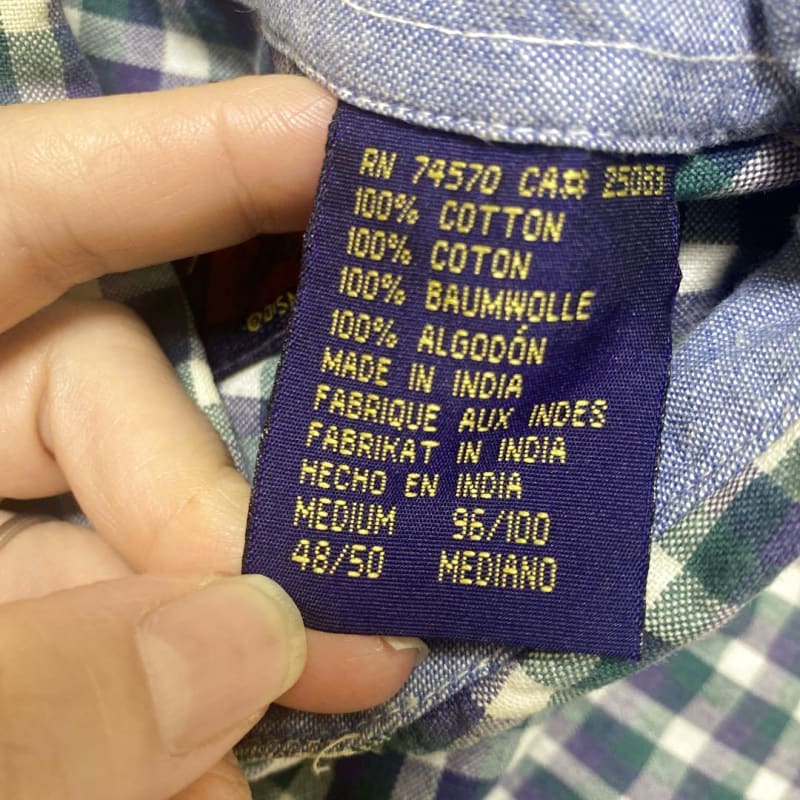 RN 74570 CA# 25053
100% COTTON
100% COTON
100% BAUMWOLLE
100% ALGODÓN
MADE IN INDIA
FABRIQUE AUX INDES
FABRIKAT IN INDIA
HECHO EN INDIA
MEDIUM 96/100
48/50 MEDIANO